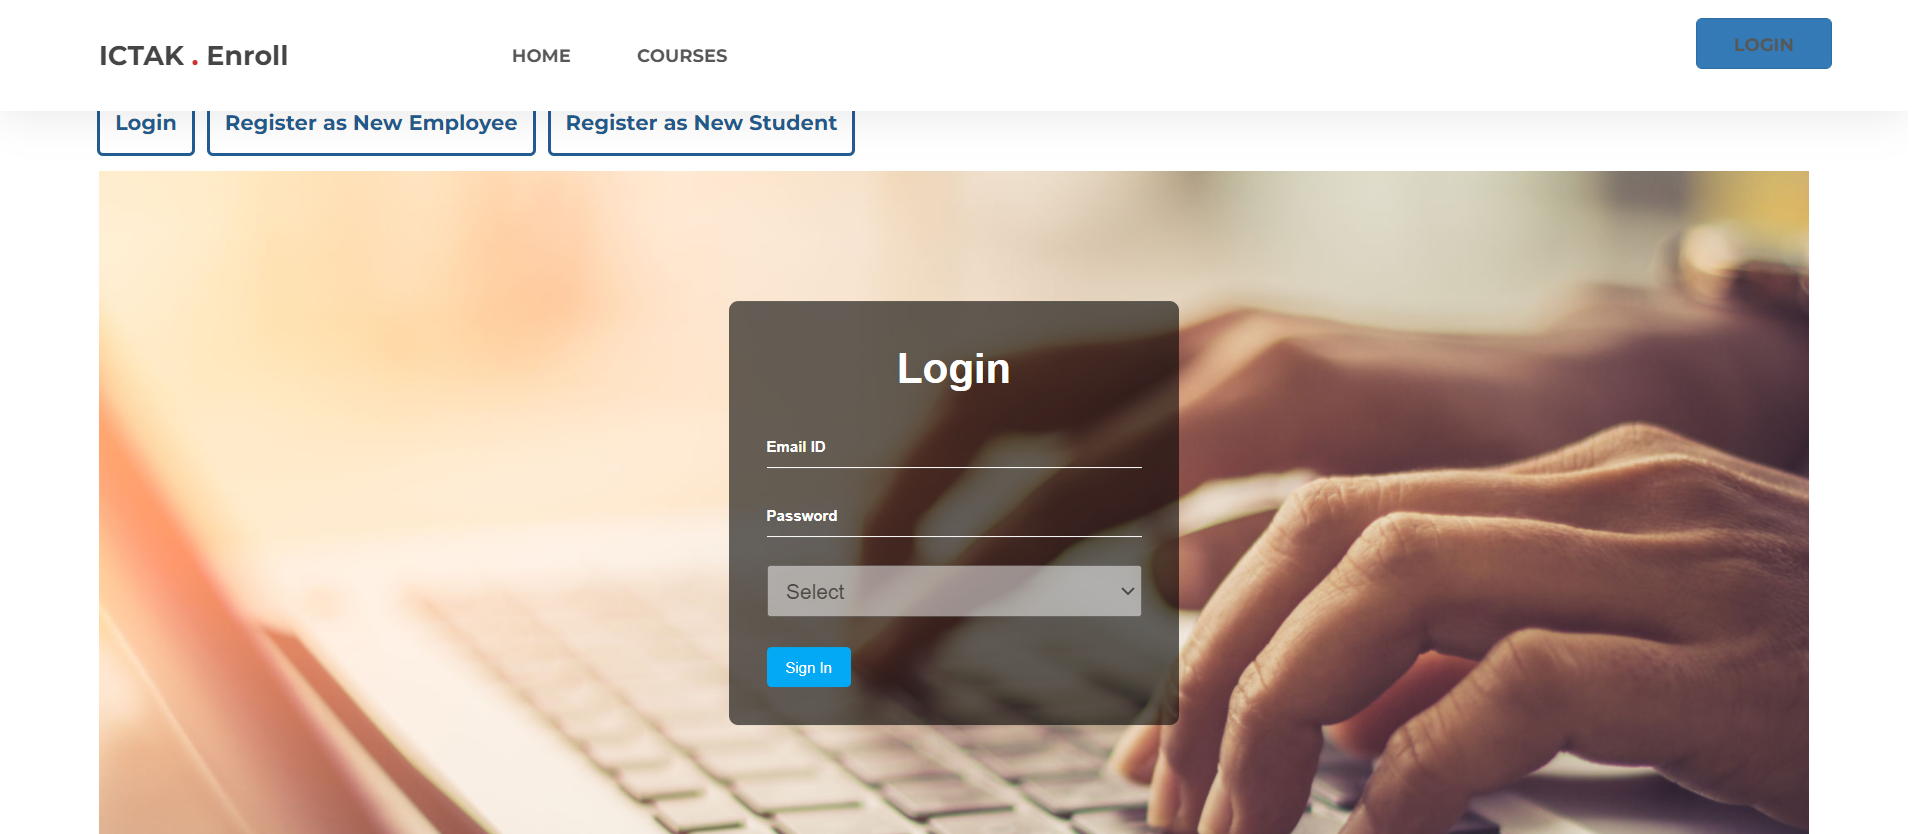 ICTAK . Enroll HOME COURSES LOGIN
Login Register as New Employee Register as New Student
Login
Email ID
Password
Select
Sign In